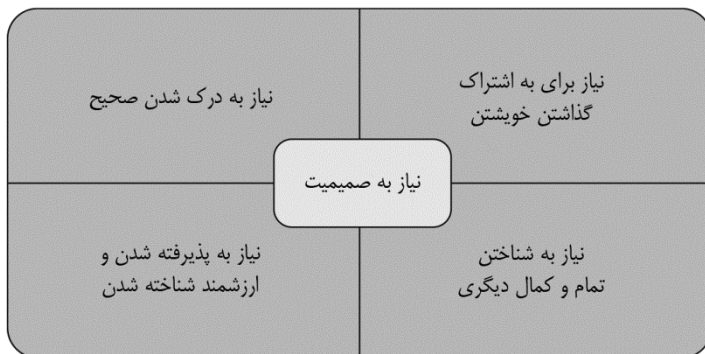 نیاز برای به اشتراک
گذاشتن خویشتن
نیاز به درک شدن صحیح
نیاز به صمیمیت
نیاز به شناختن
تمام و کمال دیگری
نیاز به پذیرفته شدن و
ارزشمند شناخته شدن